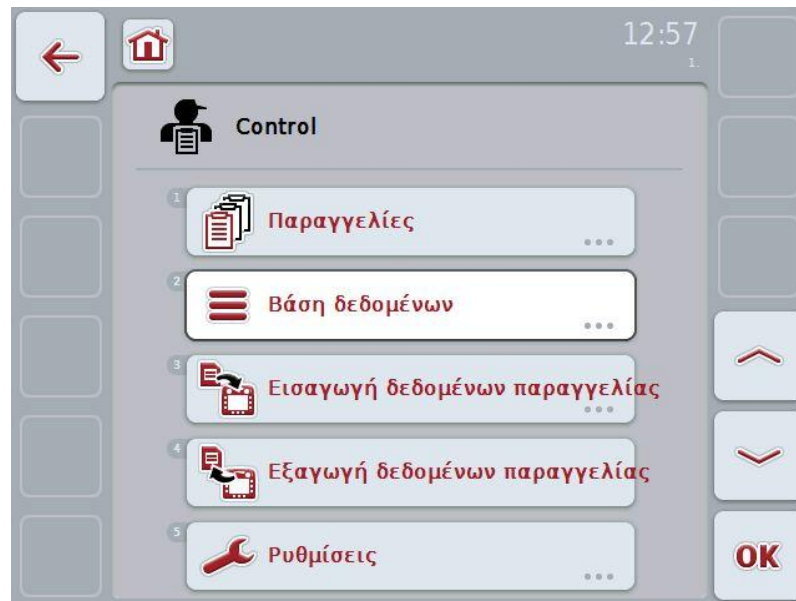 12:57
1.
Control
1
Παραγγελίες
2
Βάση δεδομένων
3
Εισαγωγή δεδομένων παραγγελίας
4
Εξαγωγή δεδομένων παραγγελίας
5
Ρυθμίσεις
OK